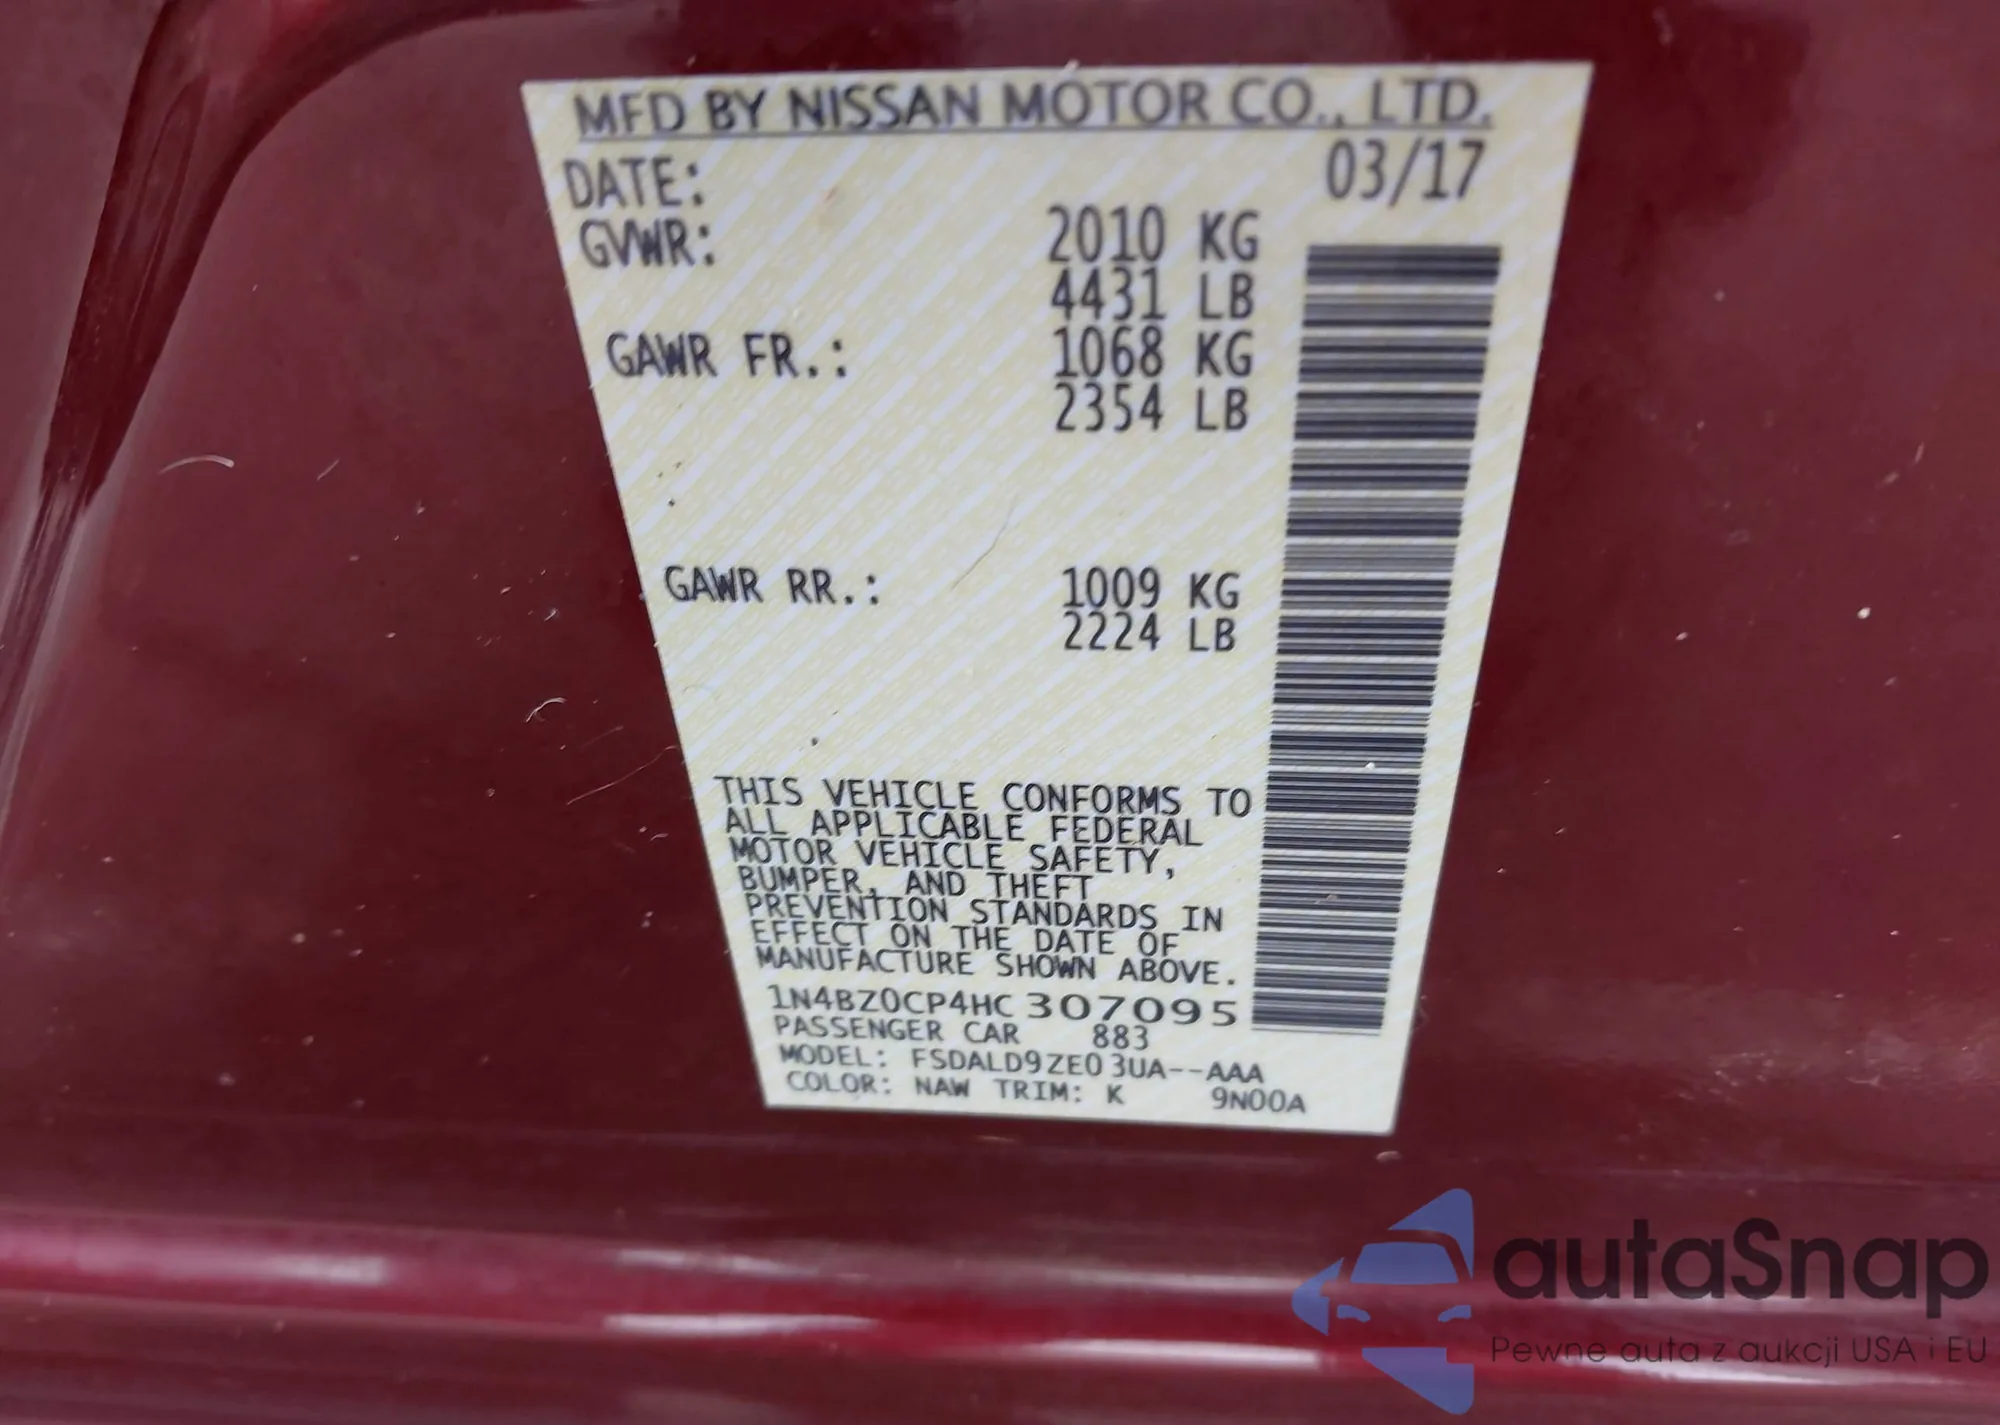 MFD BY NISSAN MOTOR CO., LTD.
DATE: 03/17
GVWR: 2010 KG
4431 LB
GAWR FR.: 1068 KG
2354 LB
GAWR RR.: 1009 KG
2224 LB
THIS VEHICLE CONFORMS TO
ALL APPLICABLE FEDERAL
MOTOR VEHICLE SAFETY,
BUMPER, AND THEFT
PREVENTION STANDARDS IN
EFFECT ON THE DATE OF
MANUFACTURE SHOWN ABOVE.
1N4BZ0CP4HC 307095
PASSENGER CAR 883
MODEL: FSDALD9ZE03UA--AAA
COLOR: NAW TRIM: K 9N00A
autaSnap
Pewne auta z aukcji USA i EU